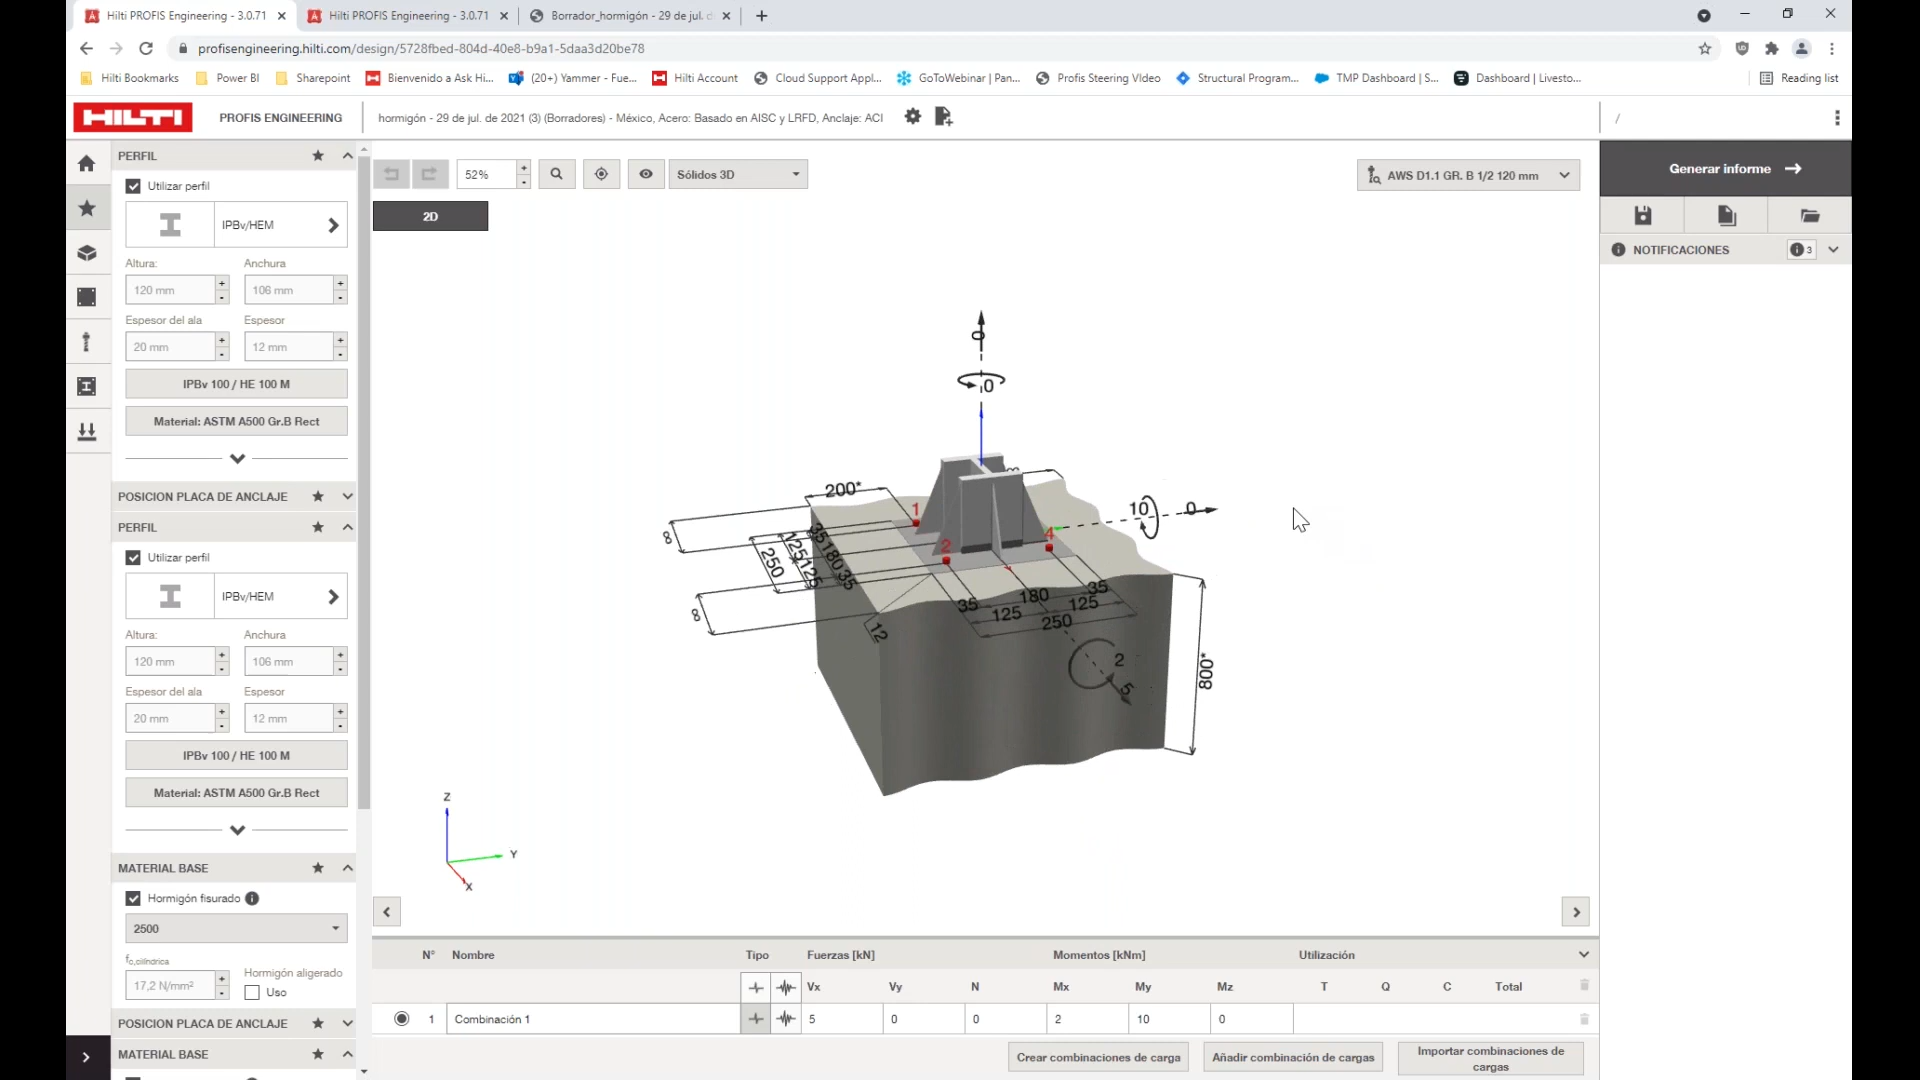 Hilti PROFIS Engineering - 3.0.71
Hilti PROFIS Engineering - 3.0.71
Borrador_hormigón - 29 de jul. d
profisengineering.hilti.com/design/5728fbed-804d-40e8-b9a1-5daa3d20be78
Hilti Bookmarks
Power BI
Sharepoint
Bienvenido a Ask Hi...
(20+) Yammer - Fue...
Hilti Account
Cloud Support Appl...
GoToWebinar | Pan...
Profis Steering VIdeo
Structural Program...
TMP Dashboard | S...
Dashboard | Livesto...
Reading list
HILTI
PROFIS ENGINEERING
hormigón - 29 de jul. de 2021 (3) (Borradores) - México, Acero: Basado en AISC y LRFD, Anclaje: ACI
/
PERFIL
Utilizar perfil
IPBv/HEM
Altura:
Anchura
120 mm
106 mm
Espesor del ala
Espesor
20 mm
12 mm
IPBv 100 / HE 100 M
Material: ASTM A500 Gr.B Rect
POSICION PLACA DE ANCLAJE
PERFIL
Utilizar perfil
IPBv/HEM
Altura:
Anchura
120 mm
106 mm
Espesor del ala
Espesor
20 mm
12 mm
IPBv 100 / HE 100 M
Material: ASTM A500 Gr.B Rect
MATERIAL BASE
Hormigón fisurado
2500
fc,cilíndrica
Hormigón aligerado
17,2 N/mm²
Uso
POSICION PLACA DE ANCLAJE
MATERIAL BASE
52%
Sólidos 3D
AWS D1.1 GR. B 1/2 120 mm
2D
0
0
200*
1
10
0
8
2
4
35
125
180
250
125
35
8
12
35
180
35
125
125
250
2
5
800*
Z
Y
X
Generar informe
NOTIFICACIONES
3
N°
Nombre
Tipo
Fuerzas [kN]
Momentos [kNm]
Utilización
Vx
Vy
N
Mx
My
Mz
T
Q
C
Total
1
Combinación 1
5
0
0
2
10
0
Crear combinaciones de carga
Añadir combinación de cargas
Importar combinaciones de
cargas